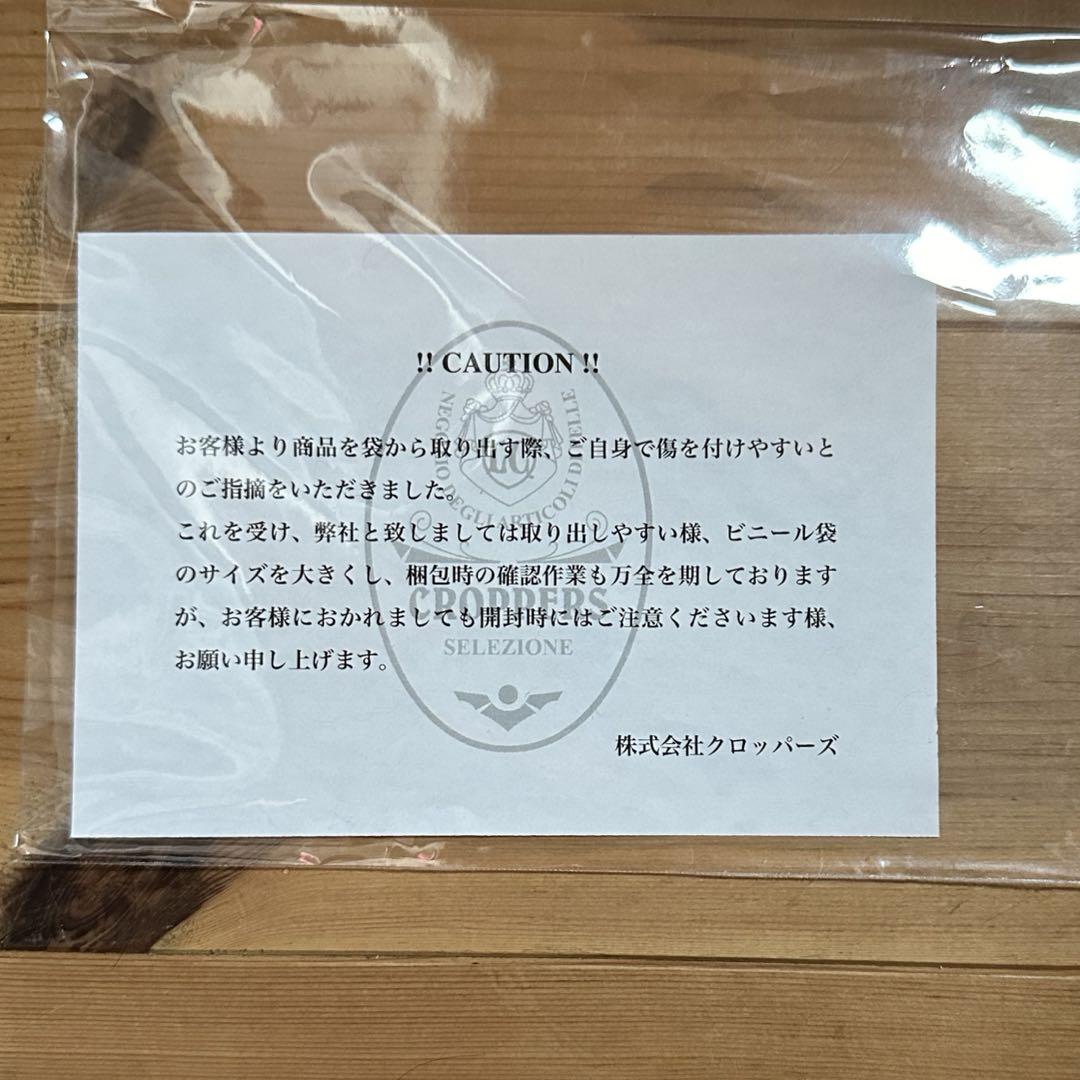 !! CAUTION !!
お客様より商品を袋から取り出す際、ご自身で傷を付けやすいと
のご指摘をいただきました。
これを受け、弊社と致しましては取り出しやすい様、ビニール袋
のサイズを大きくし、梱包時の確認作業も万全を期しております
が、お客様におかれましても開封時にはご注意くださいます様、
お願い申し上げます。
株式会社クロッパーズ
NEGOZIO DEGLI ARTICOLI DI PELLE
CROPPERS
SELEZIONE